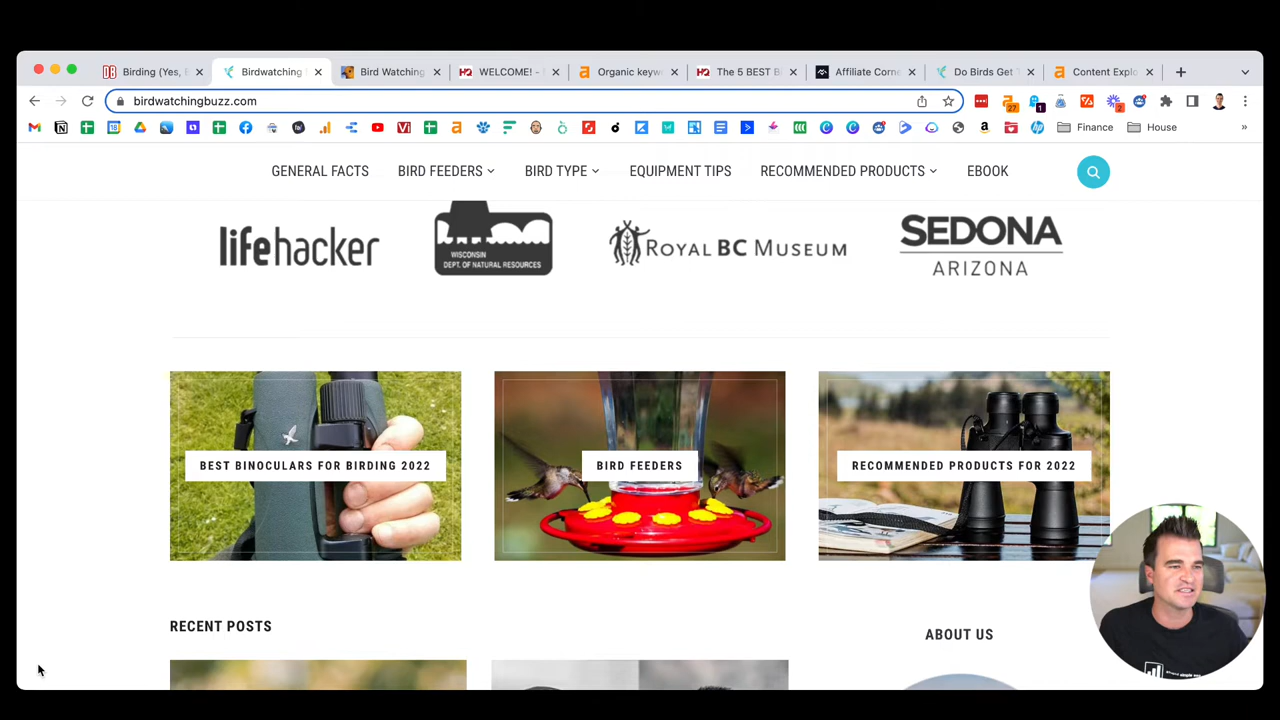 Birding (Yes, B
Birdwatching
Bird Watching
WELCOME! -
Organic keyw
The 5 BEST B
Affiliate Corne
Do Birds Get T
Content Explo
birdwatchingbuzz.com
27
1
2
Finance
House
GENERAL FACTS
BIRD FEEDERS
BIRD TYPE
EQUIPMENT TIPS
RECOMMENDED PRODUCTS
EBOOK
lifehacker
WISCONSIN
DEPT. OF NATURAL RESOURCES
ROYAL BC MUSEUM
SEDONA
ARIZONA
BEST BINOCULARS FOR BIRDING 2022
BIRD FEEDERS
RECOMMENDED PRODUCTS FOR 2022
RECENT POSTS
ABOUT US